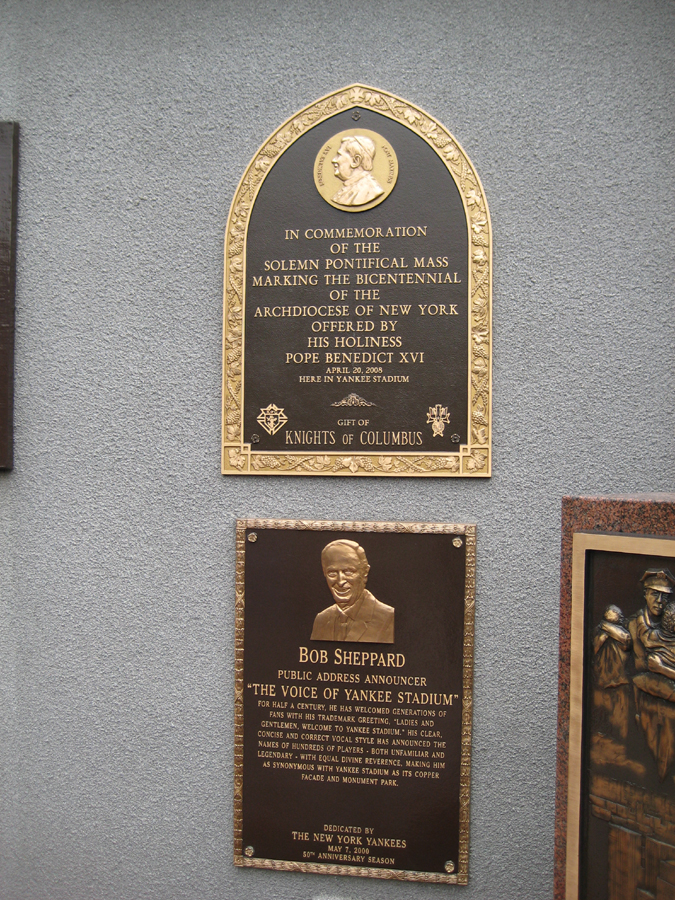 IN COMMEMORATION
OF THE
SOLEMN PONTIFICAL MASS
MARKING THE BICENTENNIAL
OF THE
ARCHDIOCESE OF NEW YORK
OFFERED BY
HIS HOLINESS
POPE BENEDICT XVI
APRIL 20, 2008
HERE IN YANKEE STADIUM
GIFT OF
KNIGHTS OF COLUMBUS
BOB SHEPPARD
PUBLIC ADDRESS ANNOUNCER
"THE VOICE OF YANKEE STADIUM"
FOR HALF A CENTURY, HE HAS WELCOMED GENERATIONS OF
FANS WITH HIS TRADEMARK GREETING, "LADIES AND
GENTLEMEN, WELCOME TO YANKEE STADIUM." HIS CLEAR,
CONCISE AND CORRECT VOCAL STYLE HAS ANNOUNCED THE
NAMES OF HUNDREDS OF PLAYERS - BOTH UNFAMILIAR AND
LEGENDARY - WITH EQUAL DIVINE REVERENCE, MAKING HIM
AS SYNONYMOUS WITH YANKEE STADIUM AS ITS COPPER
FACADE AND MONUMENT PARK.
DEDICATED BY
THE NEW YORK YANKEES
MAY 7, 2000
50TH ANNIVERSARY SEASON